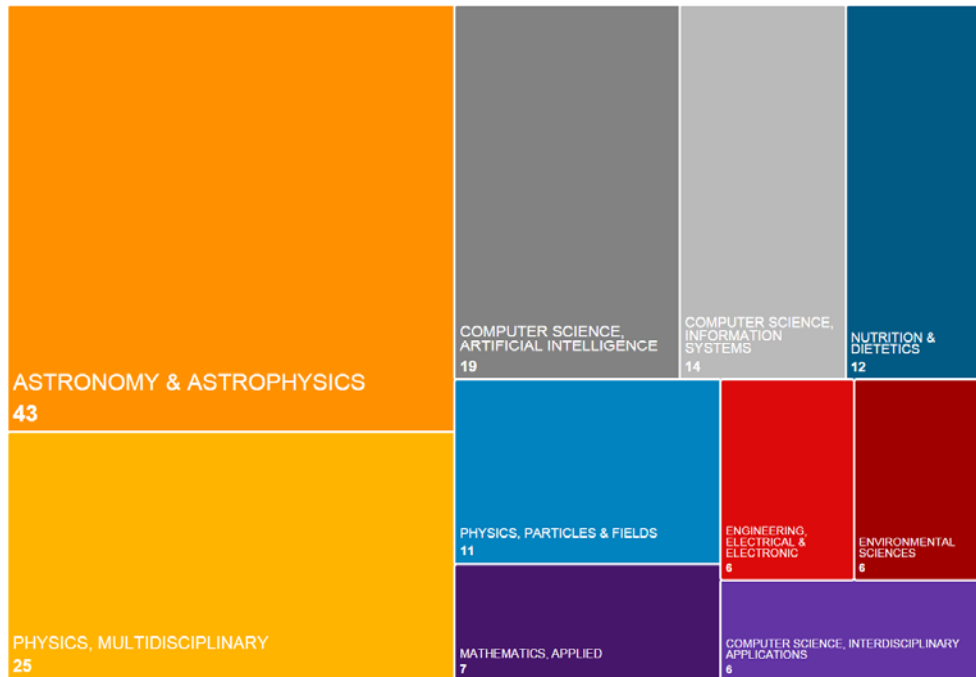 ASTRONOMY & ASTROPHYSICS
43
PHYSICS, MULTIDISCIPLINARY
25
COMPUTER SCIENCE,
ARTIFICIAL INTELLIGENCE
19
COMPUTER SCIENCE,
INFORMATION
SYSTEMS
14
NUTRITION &
DIETETICS
12
PHYSICS, PARTICLES & FIELDS
11
MATHEMATICS, APPLIED
7
ENGINEERING,
ELECTRICAL &
ELECTRONIC
6
ENVIRONMENTAL
SCIENCES
6
COMPUTER SCIENCE, INTERDISCIPLINARY
APPLICATIONS
6